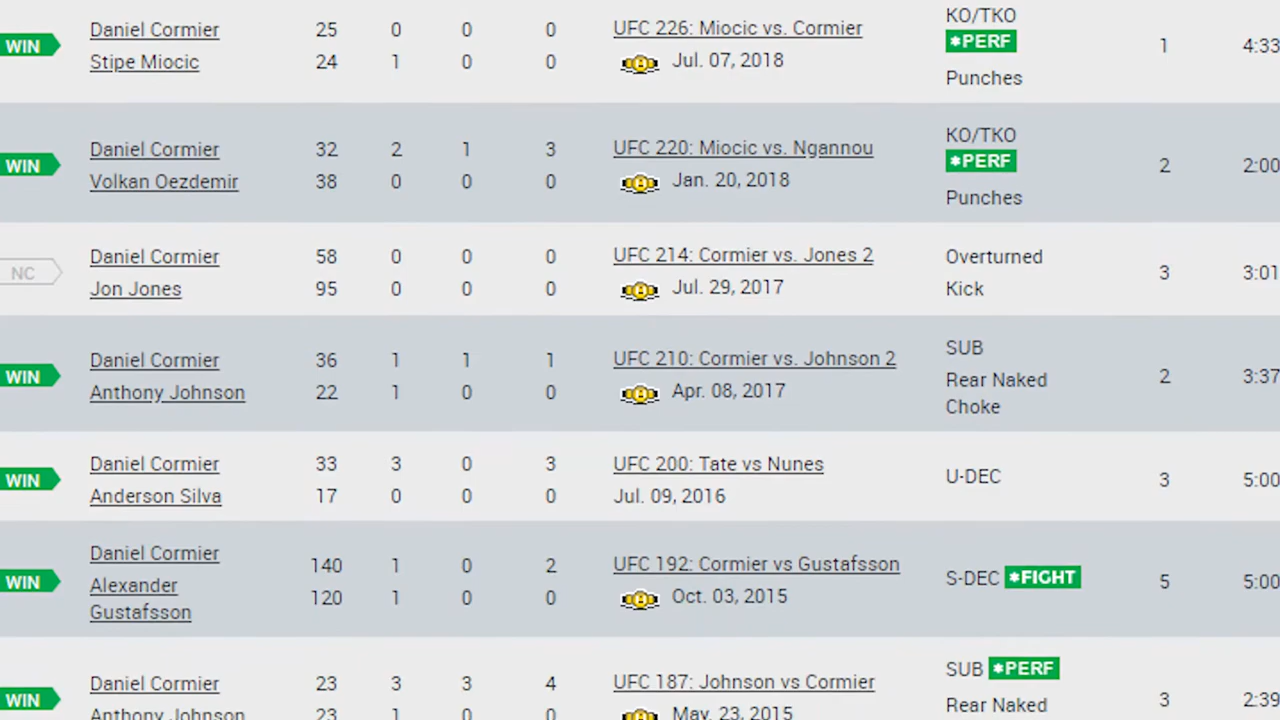 WIN Daniel Cormier 25 0 0 0 UFC 226: Miocic vs. Cormier KO/TKO *PERF 1 4:33
Stipe Miocic 24 1 0 0 Jul. 07, 2018 Punches
WIN Daniel Cormier 32 2 1 3 UFC 220: Miocic vs. Ngannou KO/TKO *PERF 2 2:00
Volkan Oezdemir 38 0 0 0 Jan. 20, 2018 Punches
NC Daniel Cormier 58 0 0 0 UFC 214: Cormier vs. Jones 2 Overturned 3 3:01
Jon Jones 95 0 0 0 Jul. 29, 2017 Kick
WIN Daniel Cormier 36 1 1 1 UFC 210: Cormier vs. Johnson 2 SUB 2 3:37
Anthony Johnson 22 1 0 0 Apr. 08, 2017 Rear Naked
Choke
WIN Daniel Cormier 33 3 0 3 UFC 200: Tate vs Nunes U-DEC 3 5:00
Anderson Silva 17 0 0 0 Jul. 09, 2016
WIN Daniel Cormier 140 1 0 2 UFC 192: Cormier vs Gustafsson S-DEC *FIGHT 5 5:00
Alexander 120 1 0 0 Oct. 03, 2015
Gustafsson
WIN Daniel Cormier 23 3 3 4 UFC 187: Johnson vs Cormier SUB *PERF 3 2:39
Anthony Johnson 23 1 0 0 May. 23, 2015 Rear Naked